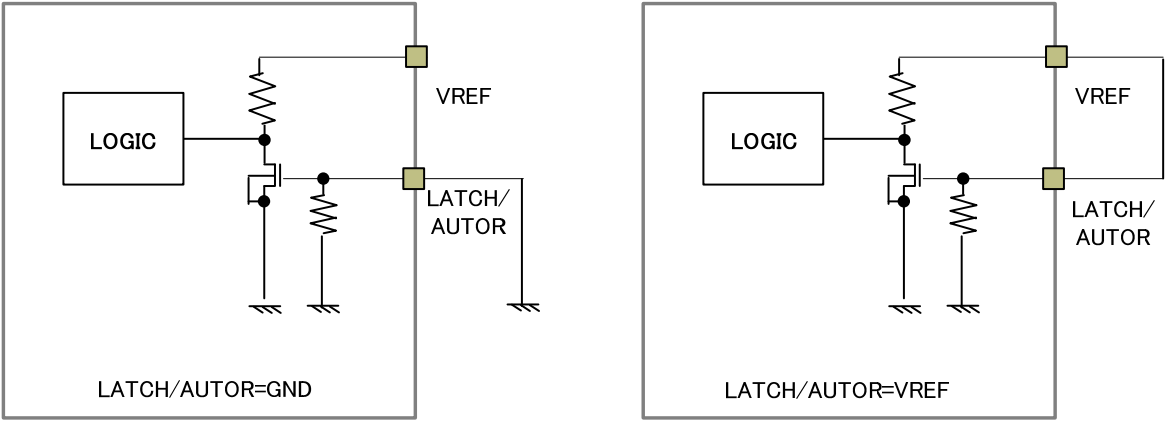 VREF
LOGIC
LATCH/
AUTOR
LATCH/AUTOR=GND
VREF
LOGIC
LATCH/
AUTOR
LATCH/AUTOR=VREF